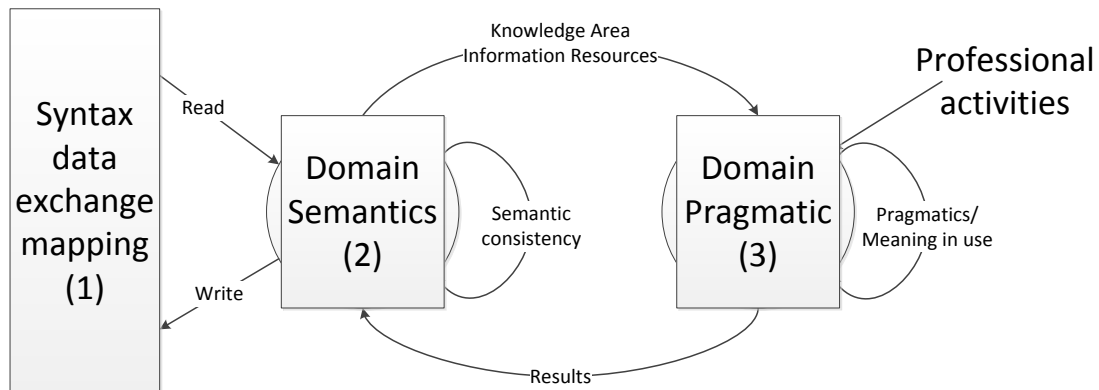 Syntax
data
exchange
mapping
(1)
Read
Write
Domain
Semantics
(2)
Semantic
consistency
Knowledge Area
Information Resources
Results
Domain
Pragmatic
(3)
Pragmatics/
Meaning in use
Professional
activities